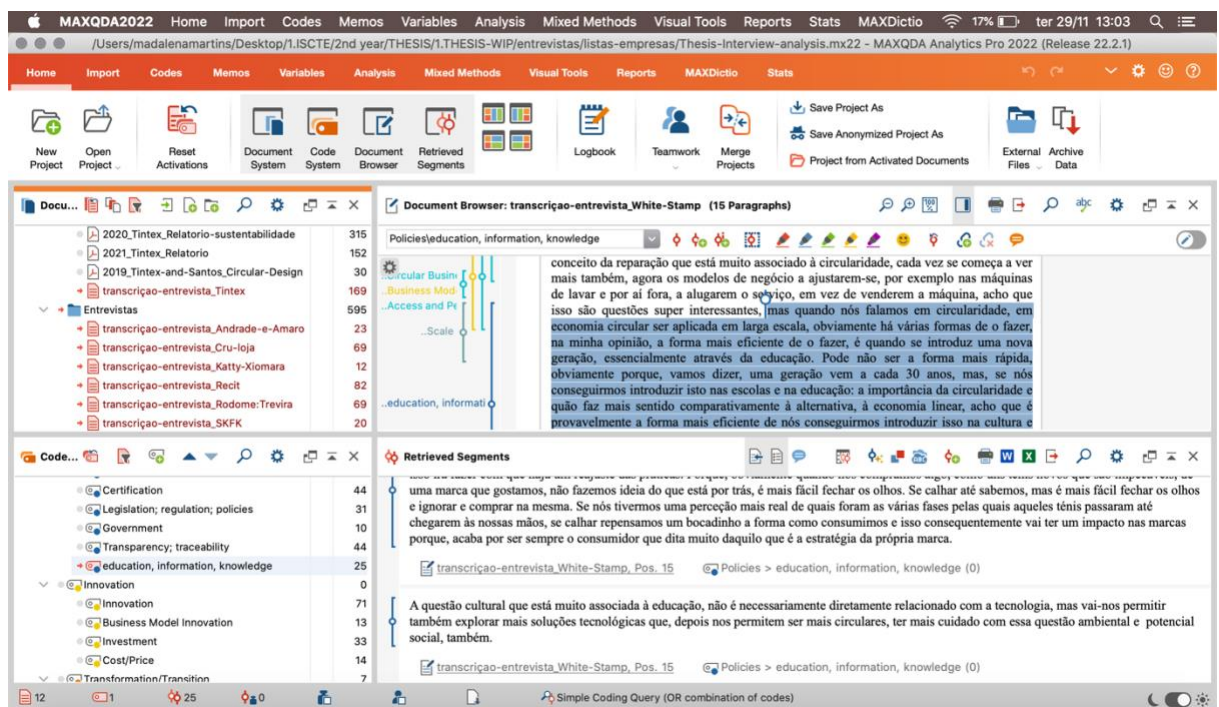 MAXQDA2022 Home Import Codes Memos Variables Analysis Mixed Methods Visual Tools Reports Stats MAXDictio 17% ter 29/11 13:03
/Users/madalenamartins/Desktop/1.ISCTE/2nd year/THESIS/1.THESIS-WIP/entrevistas/listas-empresas/Thesis-Interview-analysis.mx22 - MAXQDA Analytics Pro 2022 (Release 22.2.1)
Home Import Codes Memos Variables Analysis Mixed Methods Visual Tools Reports MAXDictio Stats
New Project
Open Project
Reset Activations
Document System
Code System
Document Browser
Retrieved Segments
Logbook
Teamwork
Merge Projects
Save Project As
Save Anonymized Project As
Project from Activated Documents
External Files
Archive Data
Docu...
2020_Tintex_Relatorio-sustentabilidade 315
2021_Tintex_Relatorio 152
2019_Tintex-and-Santos_Circular-Design 30
transcriçao-entrevista_Tintex 169
Entrevistas 595
transcriçao-entrevista_Andrade-e-Amaro 23
transcriçao-entrevista_Cru-loja 69
transcriçao-entrevista_Katty-Xiomara 12
transcriçao-entrevista_Recit 82
transcriçao-entrevista_Rodome:Trevira 69
transcriçao-entrevista_SKFK 20
Document Browser: transcriçao-entrevista_White-Stamp (15 Paragraphs)
100%
abc
Policies\education, information, knowledge
..Circular Busin
..Business Mod
..Access and Pe
..Scale
..education, informati
conceito da reparação que está muito associado à circularidade, cada vez se começa a ver
mais também, agora os modelos de negócio a ajustarem-se, por exemplo nas máquinas
de lavar e por aí fora, a alugarem o serviço, em vez de venderem a máquina, acho que
isso são questões super interessantes, mas quando nós falamos em circularidade, em
economia circular ser aplicada em larga escala, obviamente há várias formas de o fazer,
na minha opinião, a forma mais eficiente de o fazer, é quando se introduz uma nova
geração, essencialmente através da educação. Pode não ser a forma mais rápida,
obviamente porque, vamos dizer, uma geração vem a cada 30 anos, mas, se nós
conseguirmos introduzir isto nas escolas e na educação: a importância da circularidade e
quão faz mais sentido comparativamente à alternativa, à economia linear, acho que é
provavelmente a forma mais eficiente de nós conseguirmos introduzir isso na cultura e
Code...
Certification 44
Legislation; regulation; policies 31
Government 10
Transparency; traceability 44
education, information, knowledge 25
Innovation 0
Innovation 71
Business Model Innovation 13
Investment 33
Cost/Price 14
Transformation/Transition 7
Retrieved Segments
W X
uma marca que gostamos, não fazemos ideia do que está por trás, é mais fácil fechar os olhos. Se calhar até sabemos, mas é mais fácil fechar os olhos
e ignorar e comprar na mesma. Se nós tivermos uma perceção mais real de quais foram as várias fases pelas quais aqueles ténis passaram até
chegarem às nossas mãos, se calhar repensamos um bocadinho a forma como consumimos e isso consequentemente vai ter um impacto nas marcas
porque, acaba por ser sempre o consumidor que dita muito daquilo que é a estratégia da própria marca.
transcriçao-entrevista_White-Stamp, Pos. 15 Policies > education, information, knowledge (0)
A questão cultural que está muito associada à educação, não é necessariamente diretamente relacionado com a tecnologia, mas vai-nos permitir
também explorar mais soluções tecnológicas que, depois nos permitem ser mais circulares, ter mais cuidado com essa questão ambiental e potencial
social, também.
transcriçao-entrevista_White-Stamp, Pos. 15 Policies > education, information, knowledge (0)
12 1 25 0 Simple Coding Query (OR combination of codes)